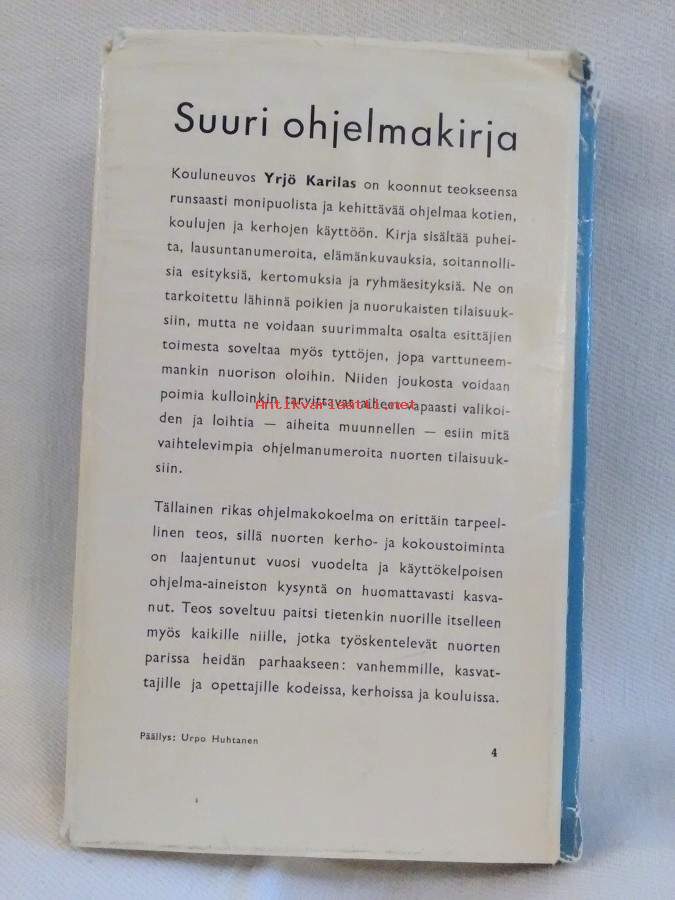 Suuri ohjelmakirja
Kouluneuvos Yrjö Karilas on koonnut teokseensa
runsaasti monipuolista ja kehittävää ohjelmaa kotien,
koulujen ja kerhojen käyttöön. Kirja sisältää puhei-
ta, lausuntanumeroita, elämänkuvauksia, soitannolli-
sia esityksiä, kertomuksia ja ryhmäesityksiä. Ne on
tarkoitettu lähinnä poikien ja nuorukaisten tilaisuuk-
siin, mutta ne voidaan suurimmalta osalta esittäjien
toimesta soveltaa myös tyttöjen, jopa varttuneem-
mankin nuorison oloihin. Niiden joukosta voidaan
poimia kulloinkin tarvittavat aiheet vapaasti valikoi-
Antikvariaatti.net
den ja loihtia — aiheita muunnellen — esiin mitä
vaihtelevimpia ohjelmanumeroita nuorten tilaisuuk-
siin.
Tällainen rikas ohjelmakokoelma on erittäin tarpeel-
linen teos, sillä nuorten kerho- ja kokoustoiminta
on laajentunut vuosi vuodelta ja käyttökelpoisen
ohjelma-aineiston kysyntä on huomattavasti kasva-
nut. Teos soveltuu paitsi tietenkin nuorille itselleen
myös kaikille niille, jotka työskentelevät nuorten
parissa heidän parhaakseen: vanhemmille, kasvat-
tajille ja opettajille kodeissa, kerhoissa ja kouluissa.
Päällys: Urpo Huhtanen
4